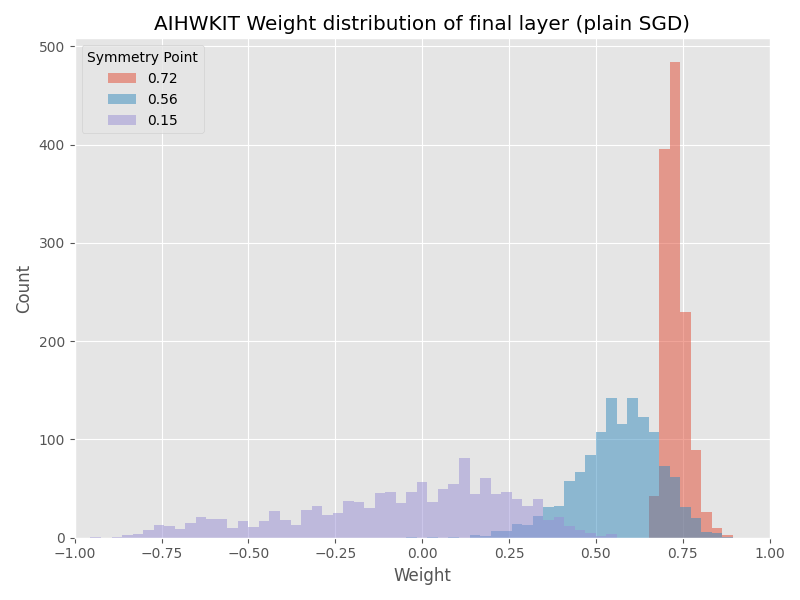 AIHWKIT Weight distribution of final layer (plain SGD)
Symmetry Point
0.72
0.56
0.15
500
400
300
200
100
0
Count
−1.00 −0.75 −0.50 −0.25 0.00 0.25 0.50 0.75 1.00
Weight